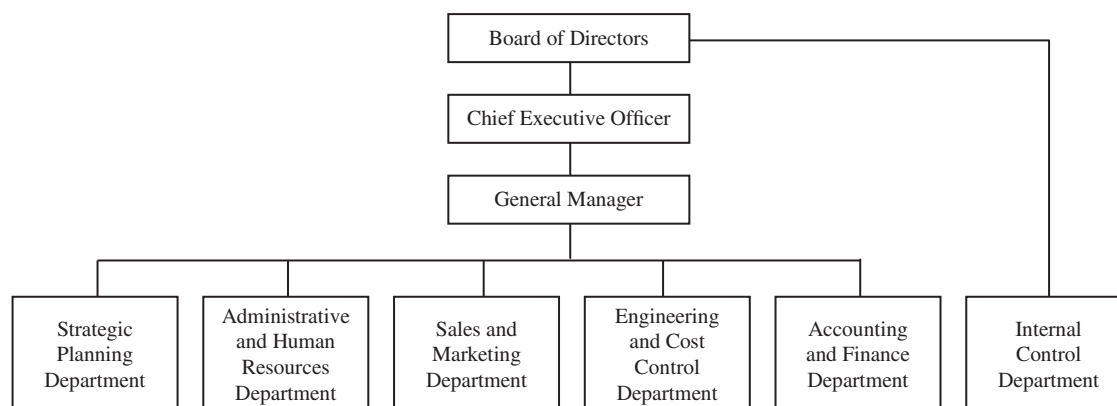 Board of Directors
Chief Executive Officer
General Manager
Strategic
Planning
Department
Administrative
and Human
Resources
Department
Sales and
Marketing
Department
Engineering
and Cost
Control
Department
Accounting
and Finance
Department
Internal
Control
Department